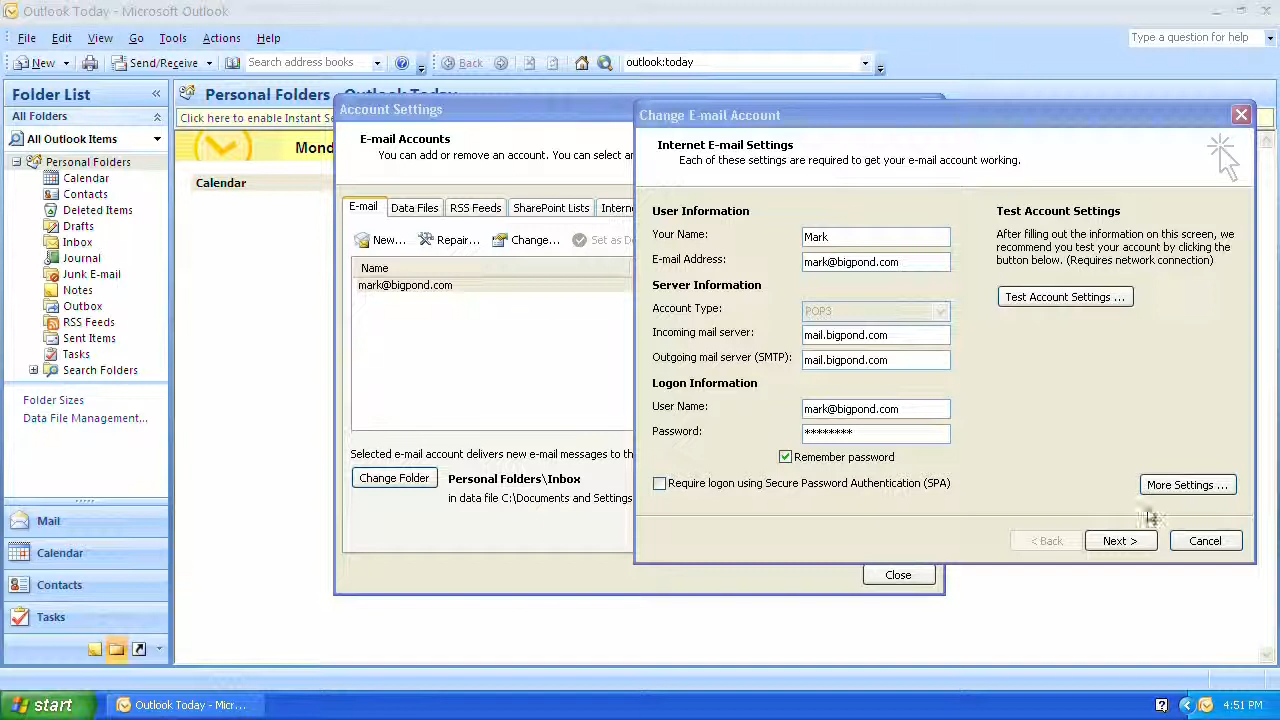 Outlook Today - Microsoft Outlook
File Edit View Go Tools Actions Help
Type a question for help
New Send/Receive Search address books Back outlook:today
Folder List
Personal Folders - Outlook Today
All Folders
Click here to enable Instant Se
All Outlook Items
Mond
Personal Folders
Calendar
Contacts
Deleted Items
Drafts
Inbox
Journal
Junk E-mail
Notes
Outbox
RSS Feeds
Sent Items
Tasks
Search Folders
Folder Sizes
Data File Management...
Mail
Calendar
Contacts
Tasks
Calendar
Account Settings
E-mail Accounts
You can add or remove an account. You can select an
E-mail Data Files RSS Feeds SharePoint Lists Intern
New... Repair... Change... Set as D
Name
mark@bigpond.com
Selected e-mail account delivers new e-mail messages to th
Change Folder Personal Folders\Inbox
in data file C:\Documents and Settings
Close
Change E-mail Account
Internet E-mail Settings
Each of these settings are required to get your e-mail account working.
User Information
Your Name: Mark
E-mail Address: mark@bigpond.com
Server Information
Account Type: POP3
Incoming mail server: mail.bigpond.com
Outgoing mail server (SMTP): mail.bigpond.com
Logon Information
User Name: mark@bigpond.com
Password: ********
Remember password
Require logon using Secure Password Authentication (SPA)
Test Account Settings
After filling out the information on this screen, we
recommend you test your account by clicking the
button below. (Requires network connection)
Test Account Settings ...
More Settings ...
< Back Next > Cancel
start Outlook Today - Micr... 4:51 PM